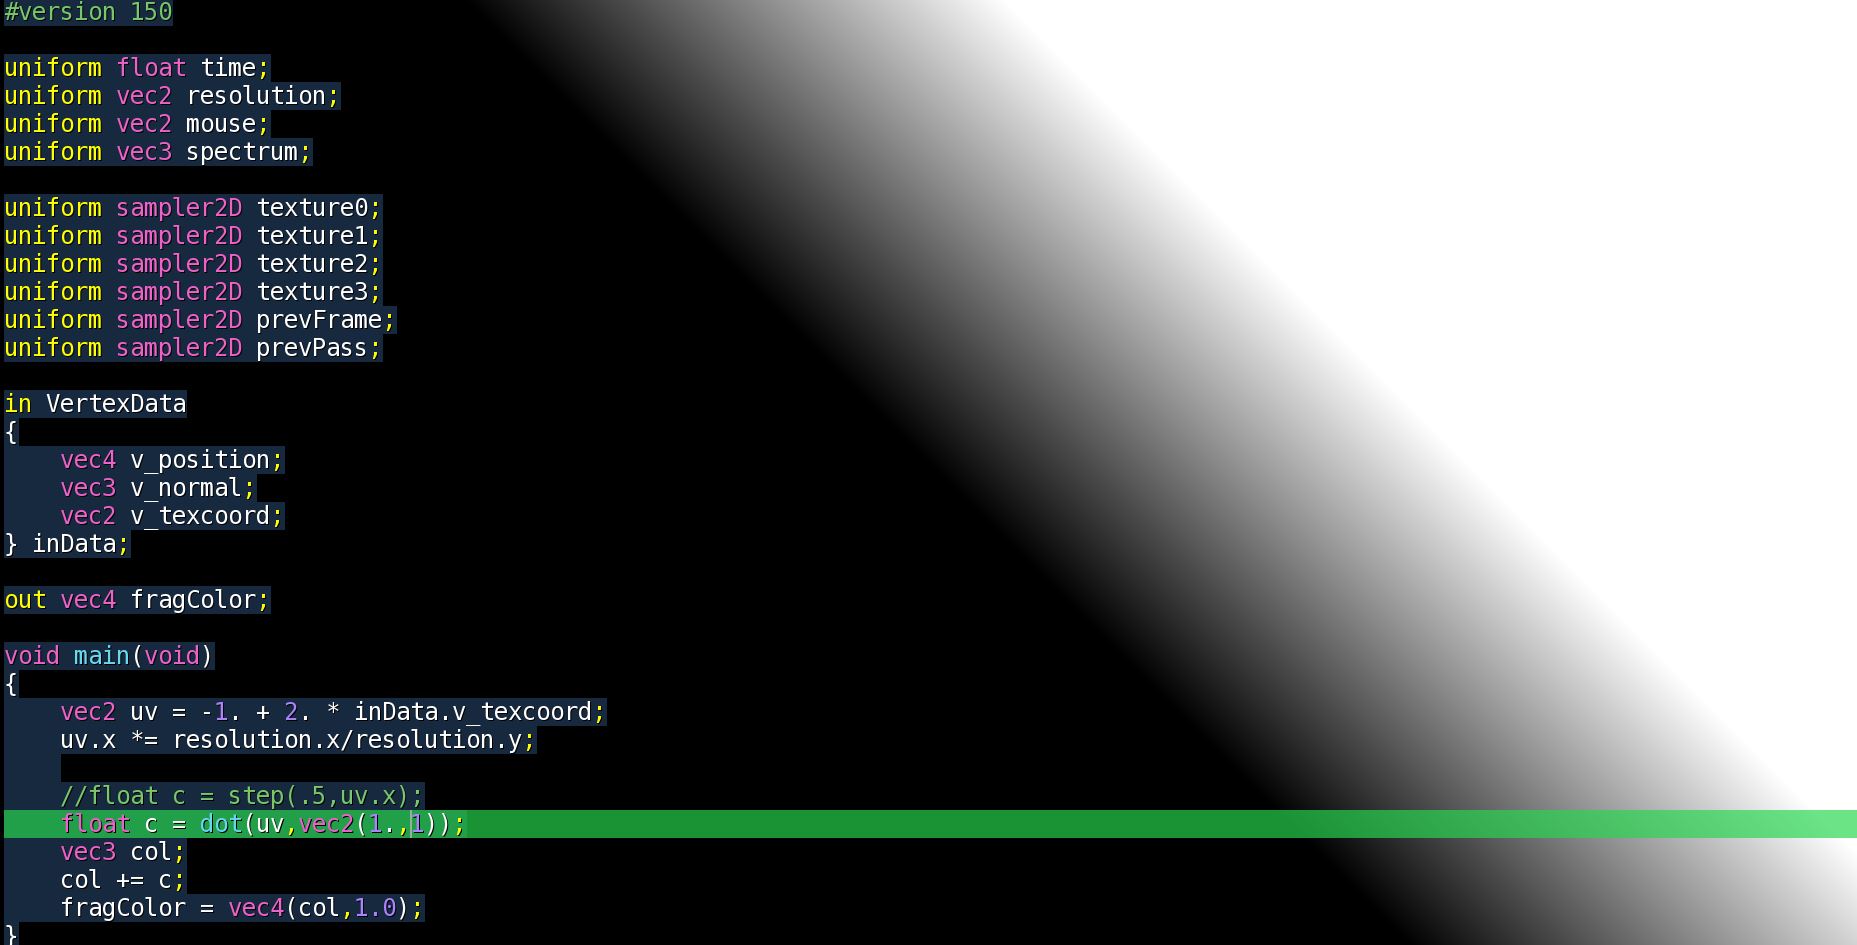 #version 150
uniform float time;
uniform vec2 resolution;
uniform vec2 mouse;
uniform vec3 spectrum;
uniform sampler2D texture0;
uniform sampler2D texture1;
uniform sampler2D texture2;
uniform sampler2D texture3;
uniform sampler2D prevFrame;
uniform sampler2D prevPass;
in VertexData
{
    vec4 v_position;
    vec3 v_normal;
    vec2 v_texcoord;
} inData;
out vec4 fragColor;
void main(void)
{
    vec2 uv = -1. + 2. * inData.v_texcoord;
    uv.x *= resolution.x/resolution.y;
    //float c = step(.5,uv.x);
    float c = dot(uv,vec2(1.,1));
    vec3 col;
    col += c;
    fragColor = vec4(col,1.0);
}